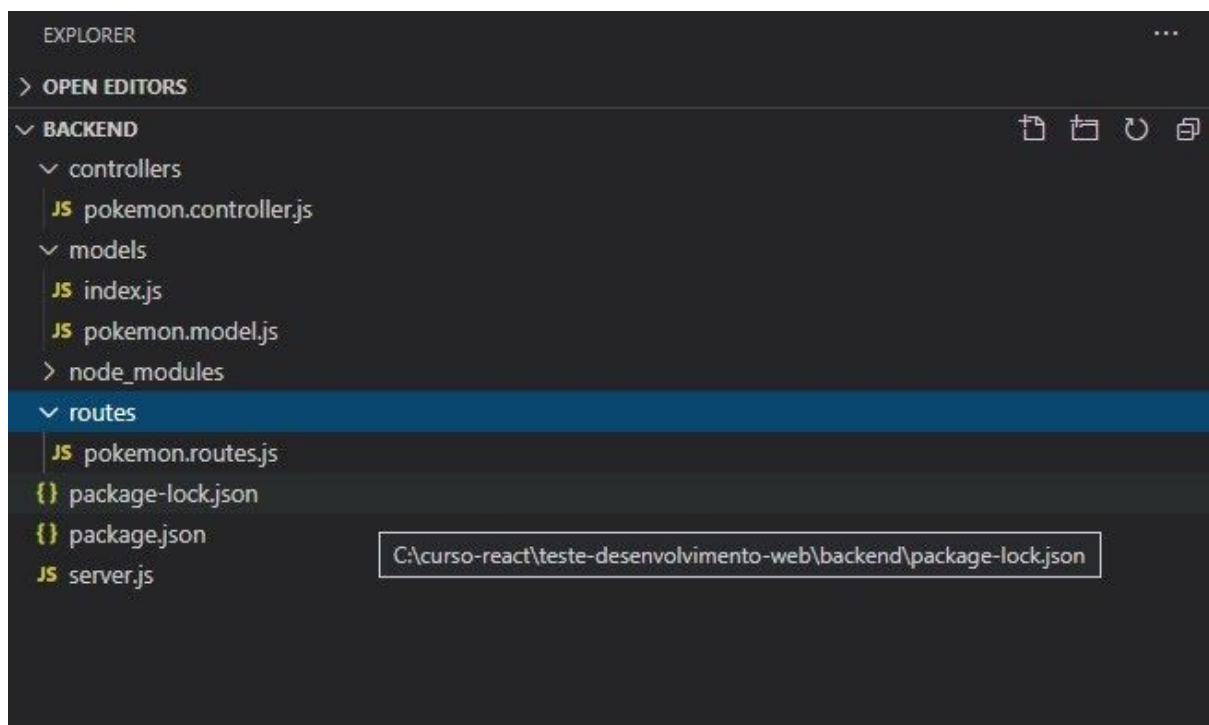 EXPLORER
OPEN EDITORS
BACKEND
controllers
JS pokemon.controller.js
models
JS index.js
JS pokemon.model.js
node_modules
routes
JS pokemon.routes.js
{} package-lock.json
{} package.json
C:\curso-react\teste-desenvolvimento-web\backend\package-lock.json
JS server.js